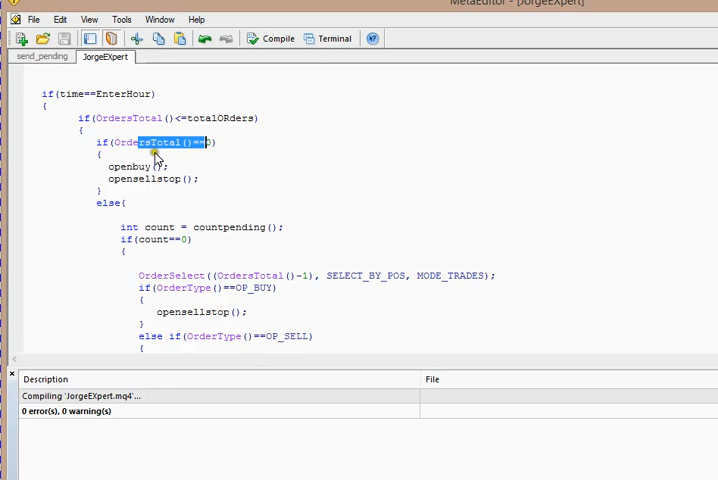 MetaEditor - [JorgeEXpert]
File Edit View Tools Window Help
Compile Terminal
send_pending JorgeEXpert
if(time==EnterHour)
{
if(OrdersTotal()<=totalORders)
{
if(OrdersTotal()==0)
{
openbuy();
opensellstop();
}
else{
int count = countpending();
if(count==0)
{
OrderSelect((OrdersTotal()-1), SELECT_BY_POS, MODE_TRADES);
if(OrderType()==OP_BUY)
{
opensellstop();
}
else if(OrderType()==OP_SELL)
{
Description File
Compiling 'JorgeEXpert.mq4'...
0 error(s), 0 warning(s)